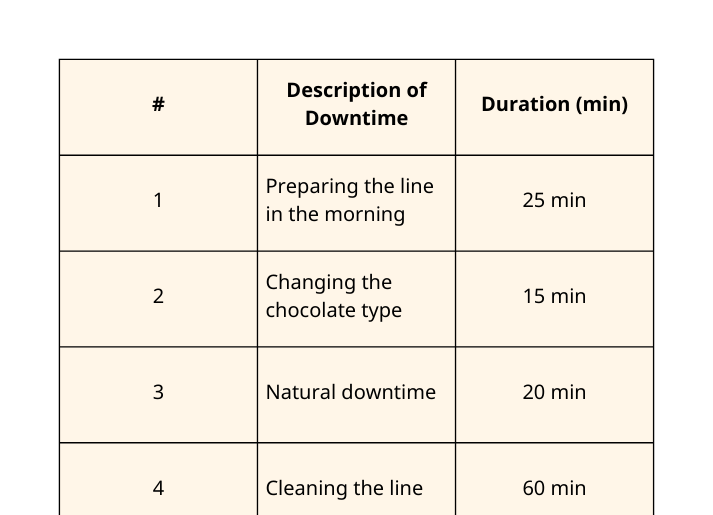 #
Description of
Downtime
Duration (min)
1
Preparing the line
in the morning
25 min
2
Changing the
chocolate type
15 min
3
Natural downtime
20 min
4
Cleaning the line
60 min